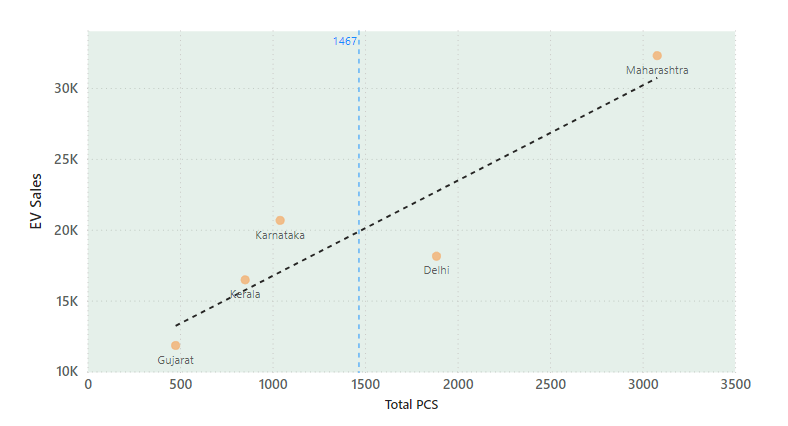 1467
Maharashtra
30K
25K
EV Sales
20K
Karnataka
Delhi
Kerala
15K
Gujarat
10K
0 500 1000 1500 2000 2500 3000 3500
Total PCS